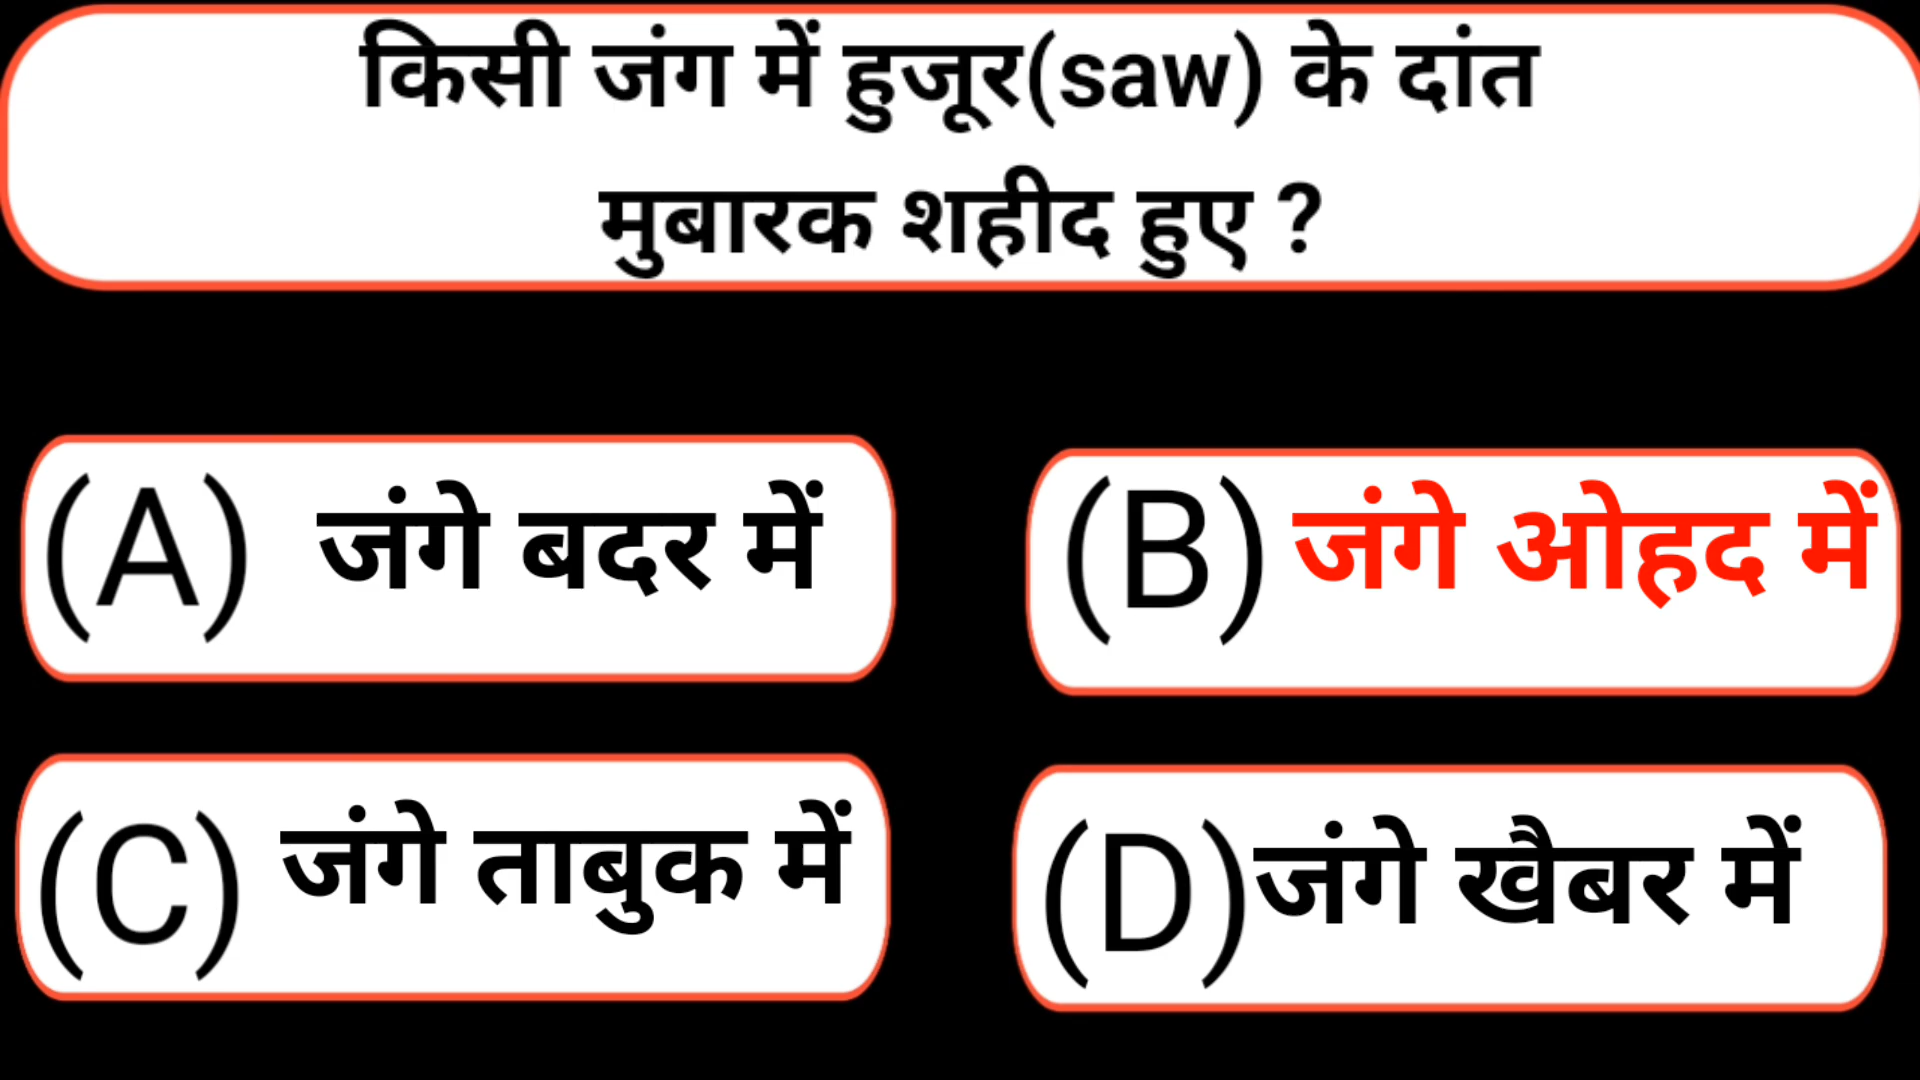 किसी जंग में हुजूर(saw) के दांत
मुबारक शहीद हुए ?
(A) जंगे बदर में
(B) जंगे ओहद में
(C) जंगे ताबुक में
(D) जंगे खैबर में